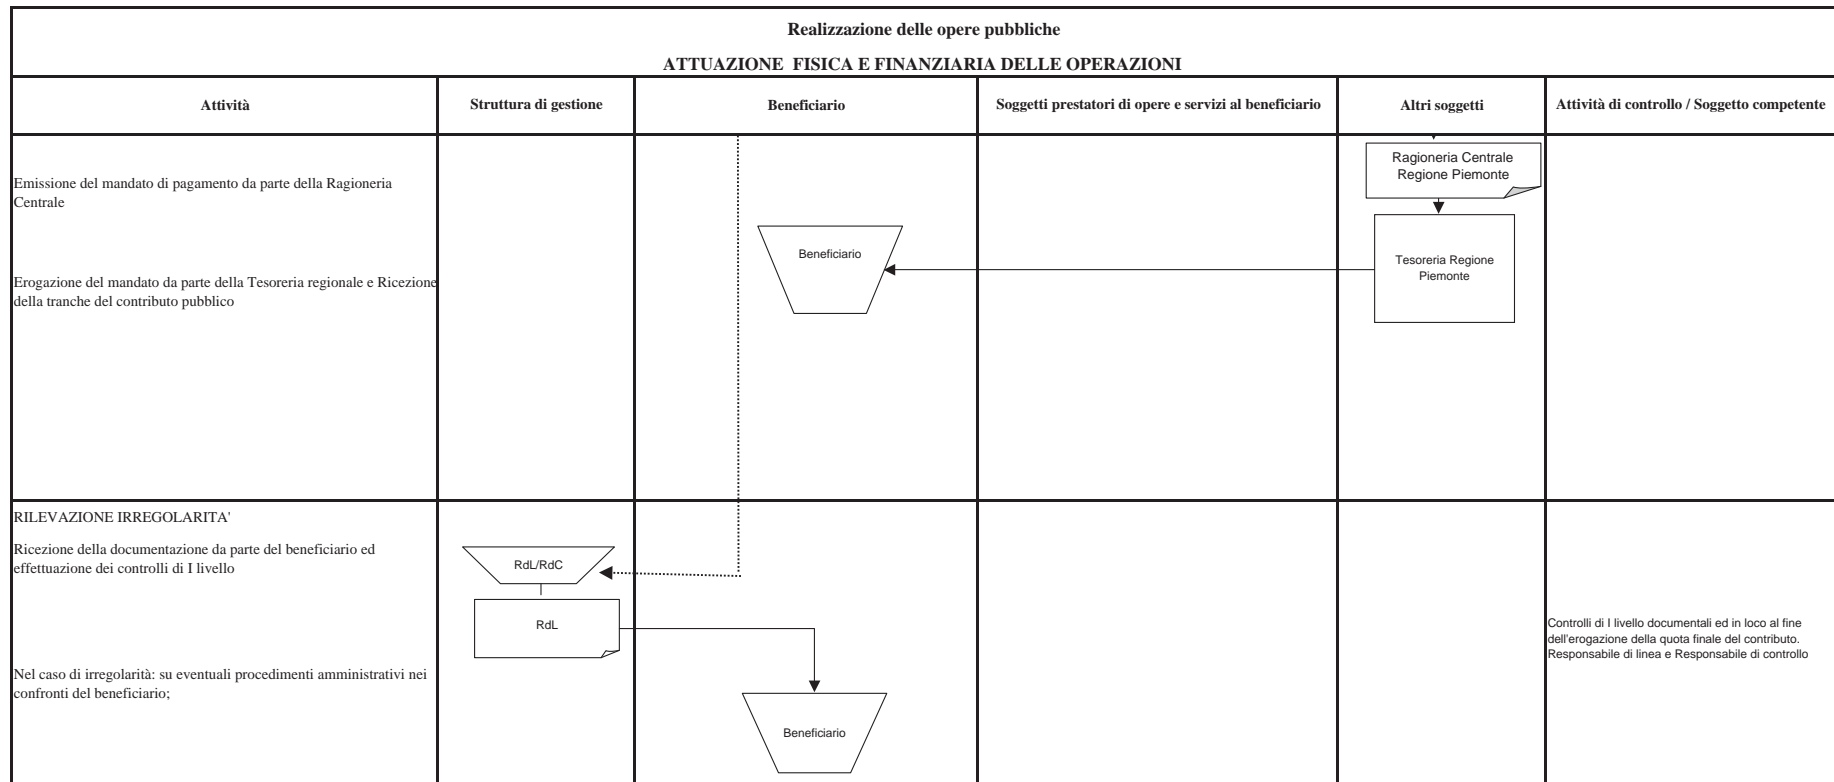 Realizzazione delle opere pubbliche
ATTUAZIONE FISICA E FINANZIARIA DELLE OPERAZIONI
Attività
Struttura di gestione
Beneficiario
Soggetti prestatori di opere e servizi al beneficiario
Altri soggetti
Attività di controllo / Soggetto competente
Emissione del mandato di pagamento da parte della Ragioneria
Centrale
Ragioneria Centrale
Regione Piemonte
Erogazione del mandato da parte della Tesoreria regionale e Ricezione
della tranche del contributo pubblico
Beneficiario
Tesoreria Regione
Piemonte
RILEVAZIONE IRREGOLARITA'
Ricezione della documentazione da parte del beneficiario ed
effettuazione dei controlli di I livello
RdL/RdC
RdL
Controlli di I livello documentali ed in loco al fine
dell'erogazione della quota finale del contributo.
Responsabile di linea e Responsabile di controllo
Nel caso di irregolarità: su eventuali procedimenti amministrativi nei
confronti del beneficiario;
Beneficiario